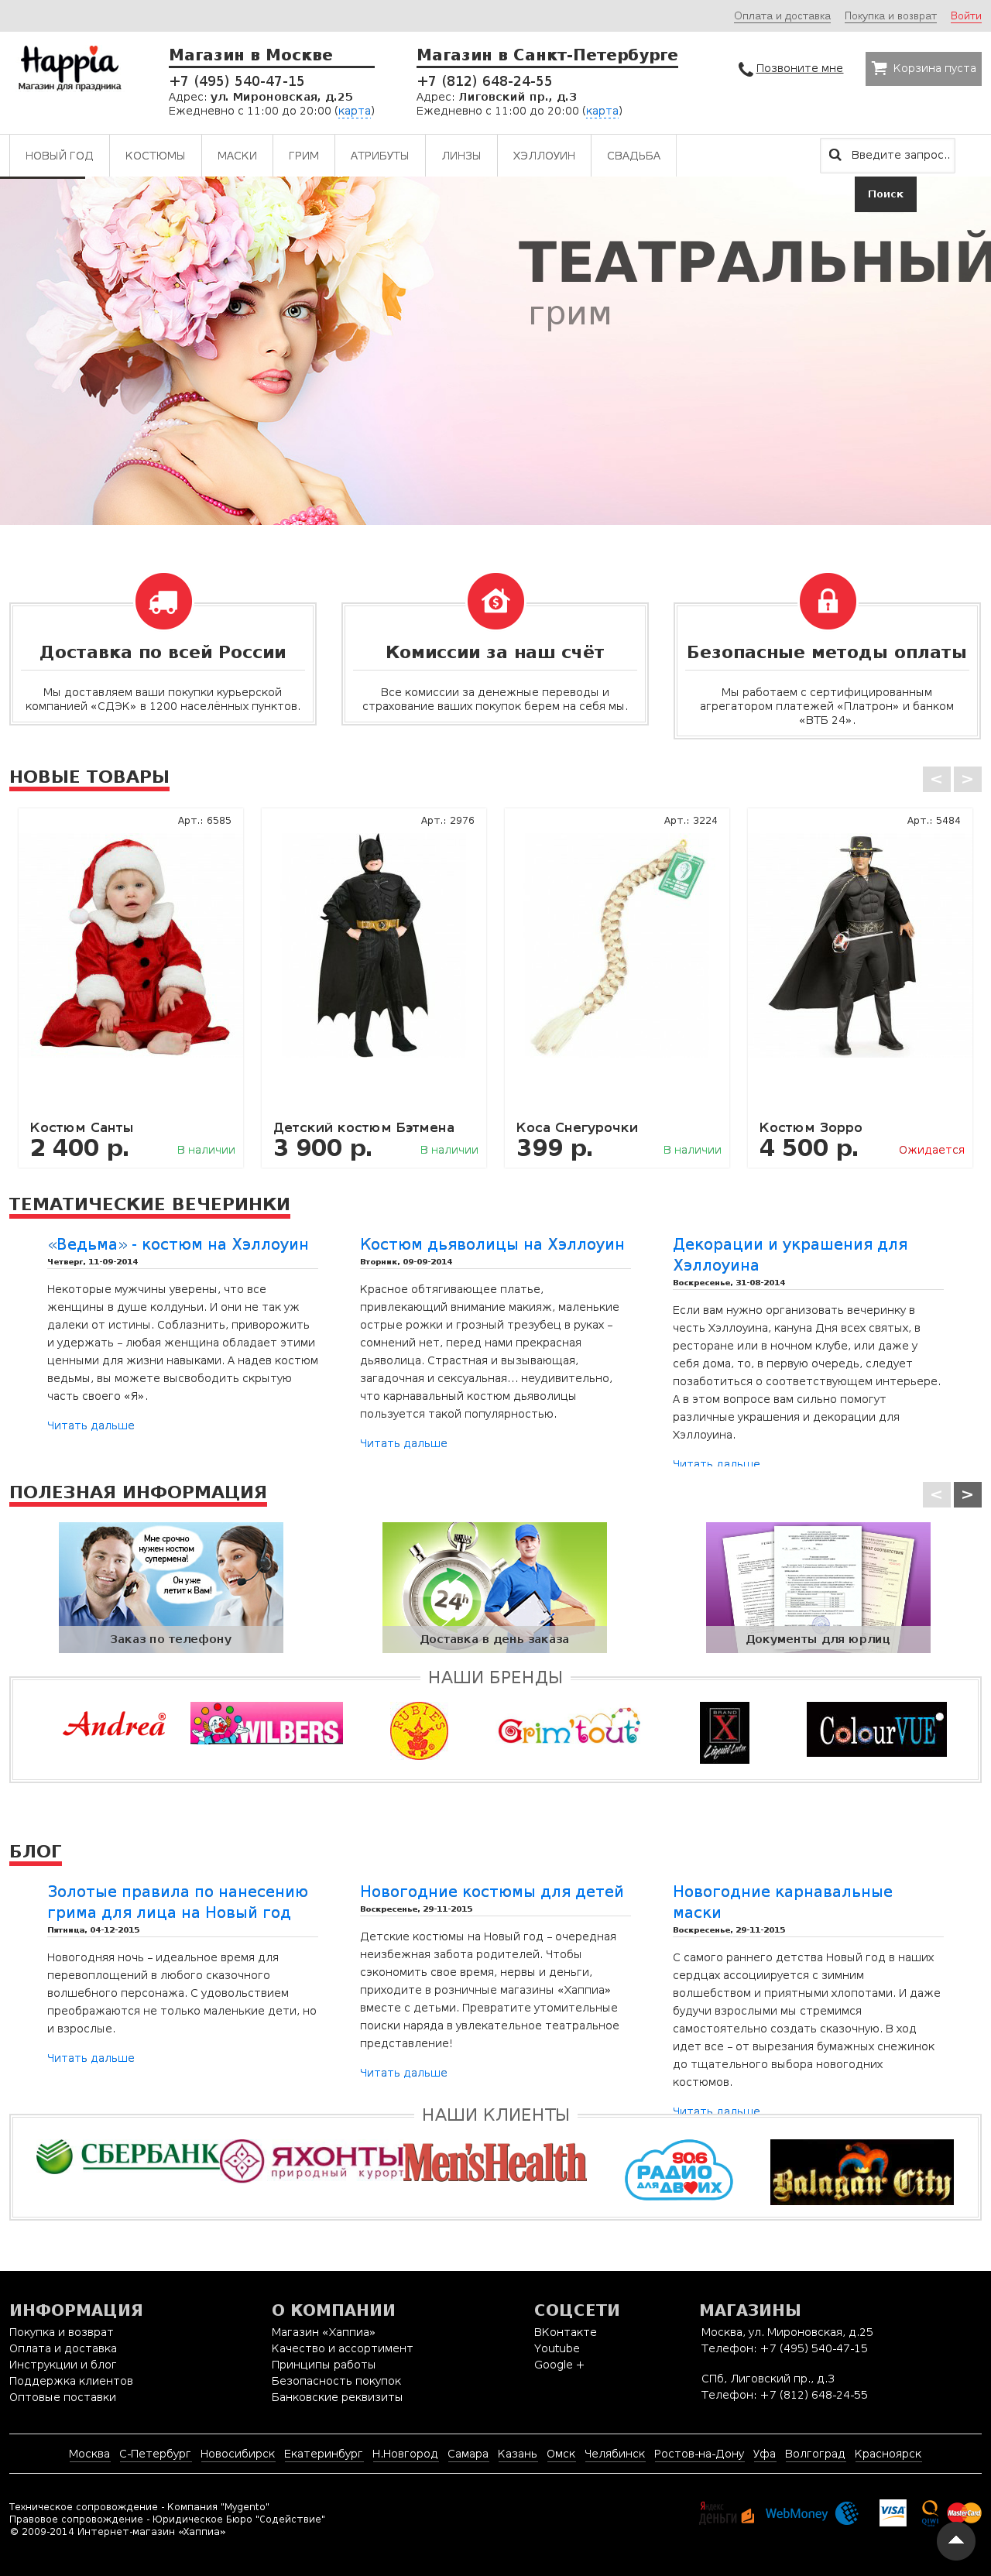 Оплата и доставка Покупка и возврат Войти
Happia
Магазин для праздника
Магазин в Москве
+7 (495) 540-47-15
Адрес: ул. Мироновская, д.25
Ежедневно с 11:00 до 20:00 (карта)
Магазин в Санкт-Петербурге
+7 (812) 648-24-55
Адрес: Лиговский пр., д.3
Ежедневно с 11:00 до 20:00 (карта)
Позвоните мне
Корзина пуста
НОВЫЙ ГОД КОСТЮМЫ МАСКИ ГРИМ АТРИБУТЫ ЛИНЗЫ ХЭЛЛОУИН СВАДЬБА
Введите запрос..
Поиск
ТЕАТРАЛЬНЫЙ
грим
Доставка по всей России
Мы доставляем ваши покупки курьерской
компанией «СДЭК» в 1200 населённых пунктов.
Комиссии за наш счёт
Все комиссии за денежные переводы и
страхование ваших покупок берем на себя мы.
Безопасные методы оплаты
Мы работаем с сертифицированным
агрегатором платежей «Платрон» и банком
«ВТБ 24».
НОВЫЕ ТОВАРЫ
< >
Арт.: 6585
Костюм Санты
2 400 р. В наличии
Арт.: 2976
Детский костюм Бэтмена
3 900 р. В наличии
Арт.: 3224
Коса Снегурочки
399 р. В наличии
Арт.: 5484
Костюм Зорро
4 500 р. Ожидается
ТЕМАТИЧЕСКИЕ ВЕЧЕРИНКИ
«Ведьма» - костюм на Хэллоуин
Четверг, 11-09-2014
Некоторые мужчины уверены, что все
женщины в душе колдуньи. И они не так уж
далеки от истины. Соблазнить, приворожить
и удержать – любая женщина обладает этими
ценными для жизни навыками. А надев костюм
ведьмы, вы можете высвободить скрытую
часть своего «Я».
Читать дальше
Костюм дьяволицы на Хэллоуин
Вторник, 09-09-2014
Красное обтягивающее платье,
привлекающий внимание макияж, маленькие
острые рожки и грозный трезубец в руках –
сомнений нет, перед нами прекрасная
дьяволица. Страстная и вызывающая,
загадочная и сексуальная... неудивительно,
что карнавальный костюм дьяволицы
пользуется такой популярностью.
Читать дальше
Декорации и украшения для
Хэллоуина
Воскресенье, 31-08-2014
Если вам нужно организовать вечеринку в
честь Хэллоуина, кануна Дня всех святых, в
ресторане или в ночном клубе, или даже у
себя дома, то, в первую очередь, следует
позаботиться о соответствующем интерьере.
А в этом вопросе вам сильно помогут
различные украшения и декорации для
Хэллоуина.
Читать дальше
ПОЛЕЗНАЯ ИНФОРМАЦИЯ
< >
Мне срочно
нужен костюм
супермена!
Он уже
летит к Вам!
Заказ по телефону
24h
Доставка в день заказа
Документы для юрлиц
НАШИ БРЕНДЫ
Andrea®
WILBERS
RUBIES
Grim'tout
BRAND
X
Liquid Latex
ColourVUE
БЛОГ
Золотые правила по нанесению
грима для лица на Новый год
Пятница, 04-12-2015
Новогодняя ночь – идеальное время для
перевоплощений в любого сказочного
волшебного персонажа. С удовольствием
преображаются не только маленькие дети, но
и взрослые.
Читать дальше
Новогодние костюмы для детей
Воскресенье, 29-11-2015
Детские костюмы на Новый год – очередная
неизбежная забота родителей. Чтобы
сэкономить свое время, нервы и деньги,
приходите в розничные магазины «Хаппиа»
вместе с детьми. Превратите утомительные
поиски наряда в увлекательное театральное
представление!
Читать дальше
Новогодние карнавальные
маски
Воскресенье, 29-11-2015
С самого раннего детства Новый год в наших
сердцах ассоциируется с зимним
волшебством и приятными хлопотами. И даже
будучи взрослыми мы стремимся
самостоятельно создать сказочную. В ход
идет все – от вырезания бумажных снежинок
до тщательного выбора новогодних
костюмов.
Читать дальше
НАШИ КЛИЕНТЫ
СБЕРБАНК
ЯХОНТЫ
природный курорт
Men'sHealth
90.6
РАДИО
для ДВОИХ
Balagan City
ИНФОРМАЦИЯ
Покупка и возврат
Оплата и доставка
Инструкции и блог
Поддержка клиентов
Оптовые поставки
О КОМПАНИИ
Магазин «Хаппиа»
Качество и ассортимент
Принципы работы
Безопасность покупок
Банковские реквизиты
СОЦСЕТИ
ВКонтакте
Youtube
Google +
МАГАЗИНЫ
Москва, ул. Мироновская, д.25
Телефон: +7 (495) 540-47-15
СПб, Лиговский пр., д.3
Телефон: +7 (812) 648-24-55
Москва С-Петербург Новосибирск Екатеринбург Н.Новгород Самара Казань Омск Челябинск Ростов-на-Дону Уфа Волгоград Красноярск
Техническое сопровождение - Компания "Mygento"
Правовое сопровождение - Юридическое Бюро "Содействие"
© 2009-2014 Интернет-магазин «Хаппиа»
Яндекс
деньги
WebMoney
VISA
QIWI
MasterCard